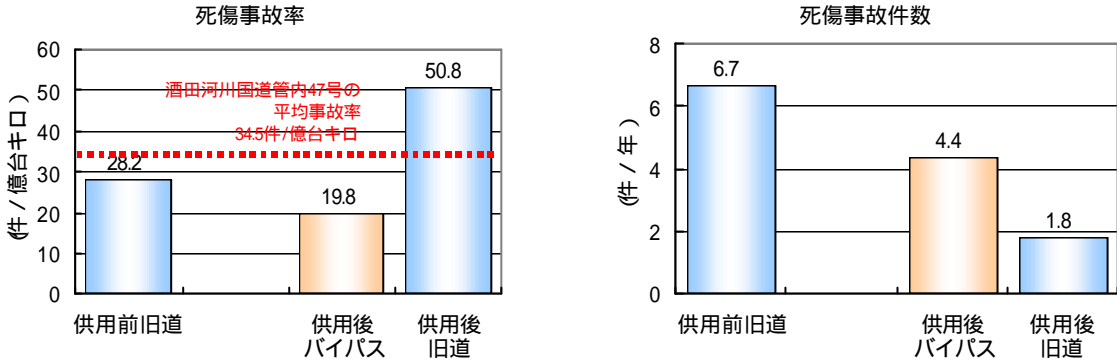 死傷事故率
(件/億台キロ)
60
50
40
30
20
10
0
酒田河川国道管内47号の
平均事故率
34.5件/億台キロ
28.2
19.8
50.8
供用前旧道
供用後
バイパス
供用後
旧道
死傷事故件数
(件/年)
8
6
4
2
0
6.7
4.4
1.8
供用前旧道
供用後
バイパス
供用後
旧道